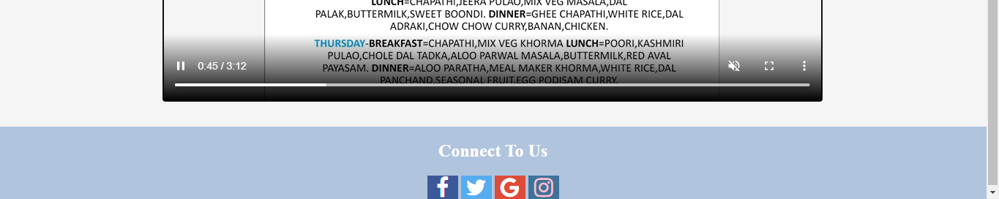 LUNCH=CHAPATHI,JEERA PULAO,MIX VEG MASALA,DAL
PALAK,BUTTERMILK,SWEET BOONDI. DINNER=GHEE CHAPATHI,WHITE RICE,DAL
ADRAKI,CHOW CHOW CURRY,BANAN,CHICKEN.
THURSDAY-BREAKFAST=CHAPATHI,MIX VEG KHORMA LUNCH=POORI,KASHMIRI
PULAO,CHOLE DAL TADKA,ALOO PARWAL MASALA,BUTTERMILK,RED AVAL
PAYASAM. DINNER=ALOO PARATHA,MEAL MAKER KHORMA,WHITE RICE,DAL
PANCHAND,SEASONAL FRUIT,EGG PODISAM CURRY.
0:45 / 3:12
Connect To Us